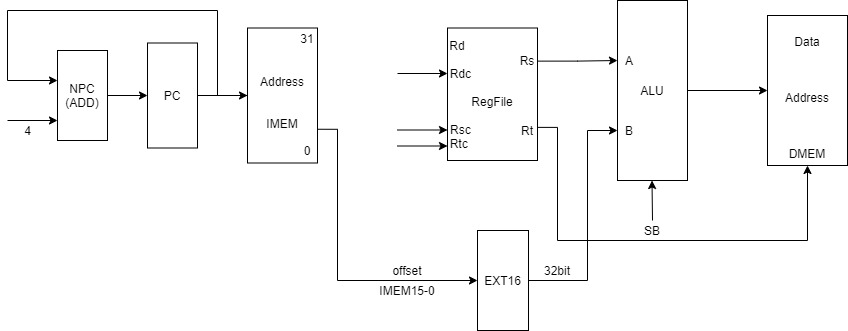 NPC
(ADD)
4
PC
31
Address
IMEM
0
Rd
Rdc
RegFile
Rsc
Rtc
Rs
Rt
A
ALU
B
SB
Data
Address
DMEM
offset
IMEM15-0
EXT16
32bit